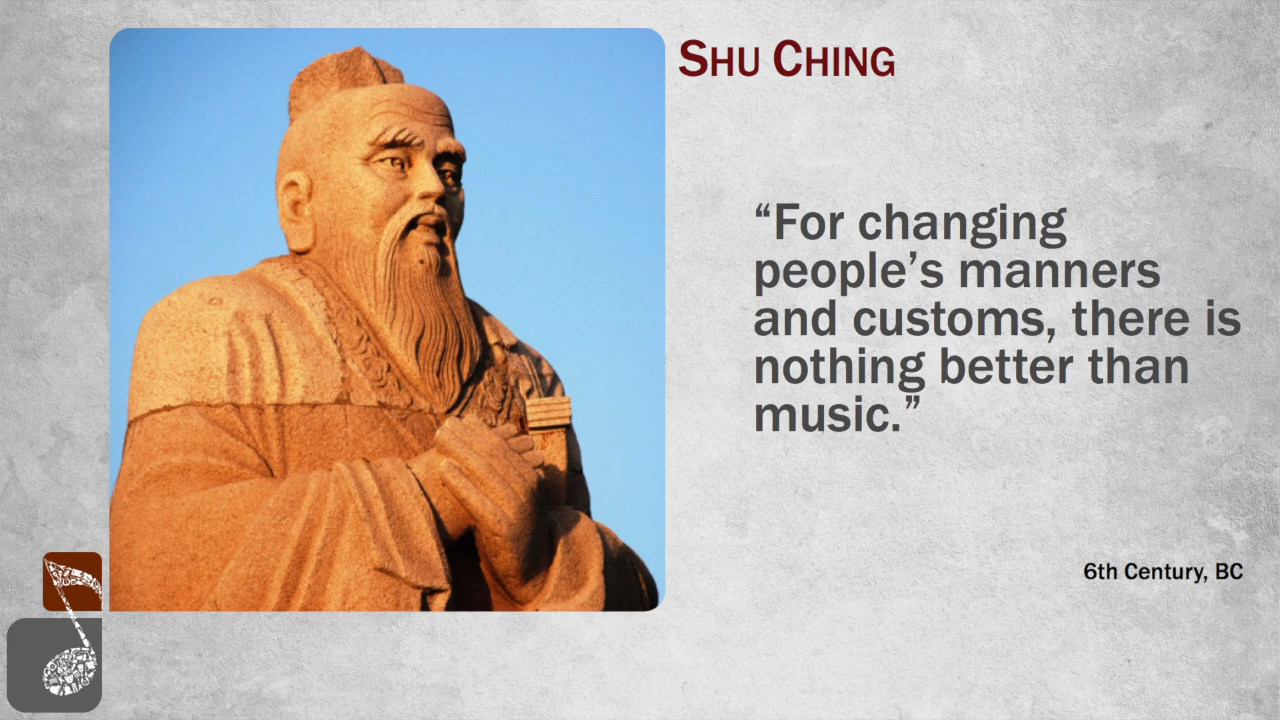 SHU CHING
“For changing
people’s manners
and customs, there is
nothing better than
music.”
6th Century, BC